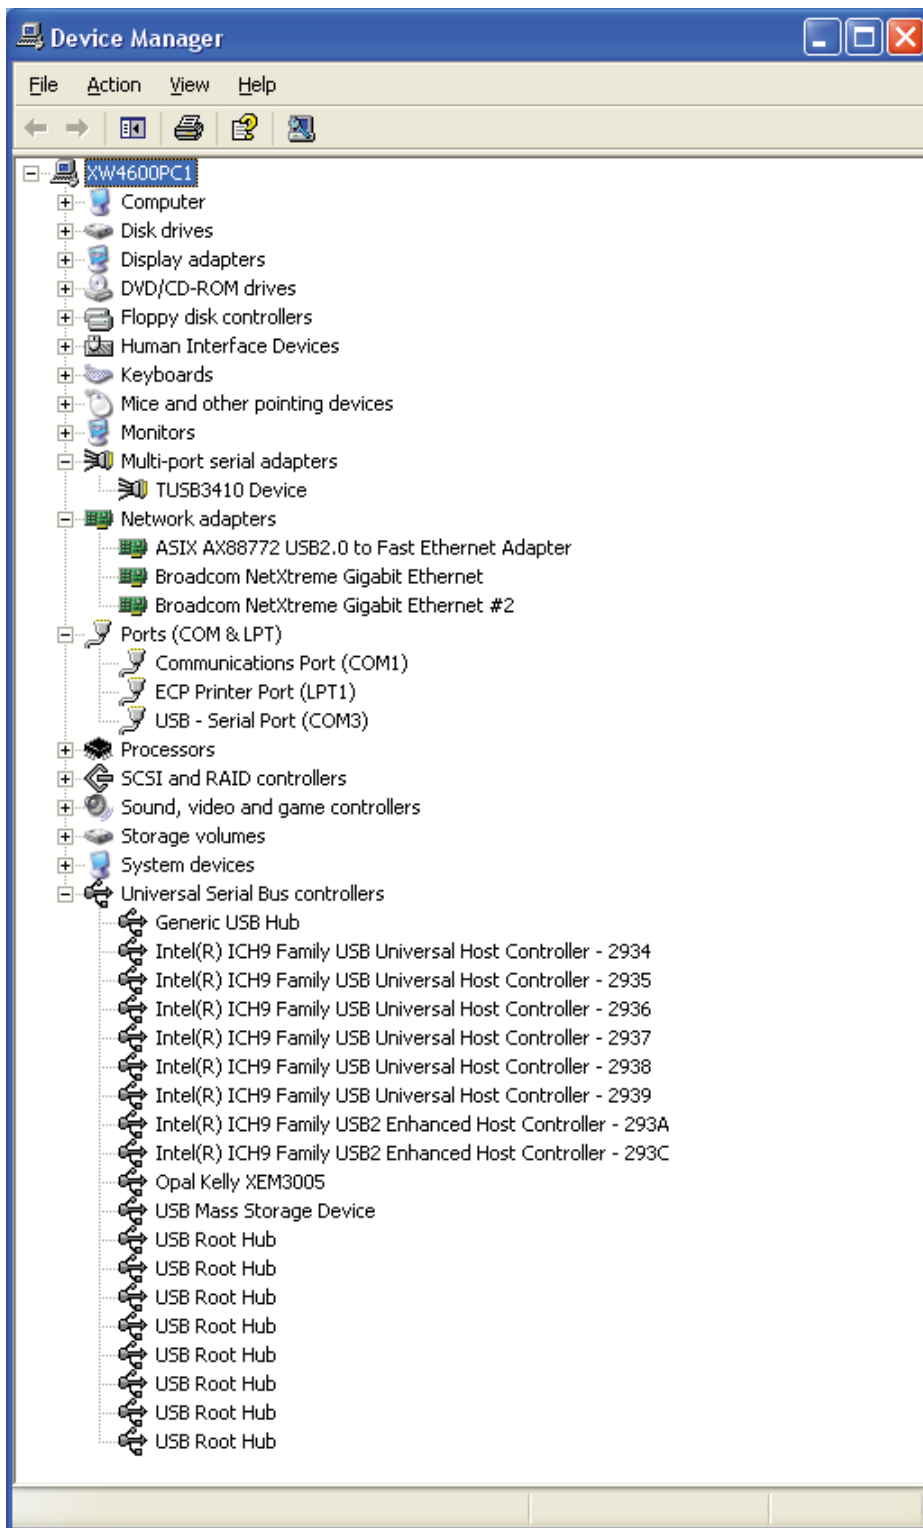 Device Manager
File Action View Help
XW4600PC1
Computer
Disk drives
Display adapters
DVD/CD-ROM drives
Floppy disk controllers
Human Interface Devices
Keyboards
Mice and other pointing devices
Monitors
Multi-port serial adapters
TUSB3410 Device
Network adapters
ASIX AX88772 USB2.0 to Fast Ethernet Adapter
Broadcom NetXtreme Gigabit Ethernet
Broadcom NetXtreme Gigabit Ethernet #2
Ports (COM & LPT)
Communications Port (COM1)
ECP Printer Port (LPT1)
USB - Serial Port (COM3)
Processors
SCSI and RAID controllers
Sound, video and game controllers
Storage volumes
System devices
Universal Serial Bus controllers
Generic USB Hub
Intel(R) ICH9 Family USB Universal Host Controller - 2934
Intel(R) ICH9 Family USB Universal Host Controller - 2935
Intel(R) ICH9 Family USB Universal Host Controller - 2936
Intel(R) ICH9 Family USB Universal Host Controller - 2937
Intel(R) ICH9 Family USB Universal Host Controller - 2938
Intel(R) ICH9 Family USB Universal Host Controller - 2939
Intel(R) ICH9 Family USB2 Enhanced Host Controller - 293A
Intel(R) ICH9 Family USB2 Enhanced Host Controller - 293C
Opal Kelly XEM3005
USB Mass Storage Device
USB Root Hub
USB Root Hub
USB Root Hub
USB Root Hub
USB Root Hub
USB Root Hub
USB Root Hub
USB Root Hub